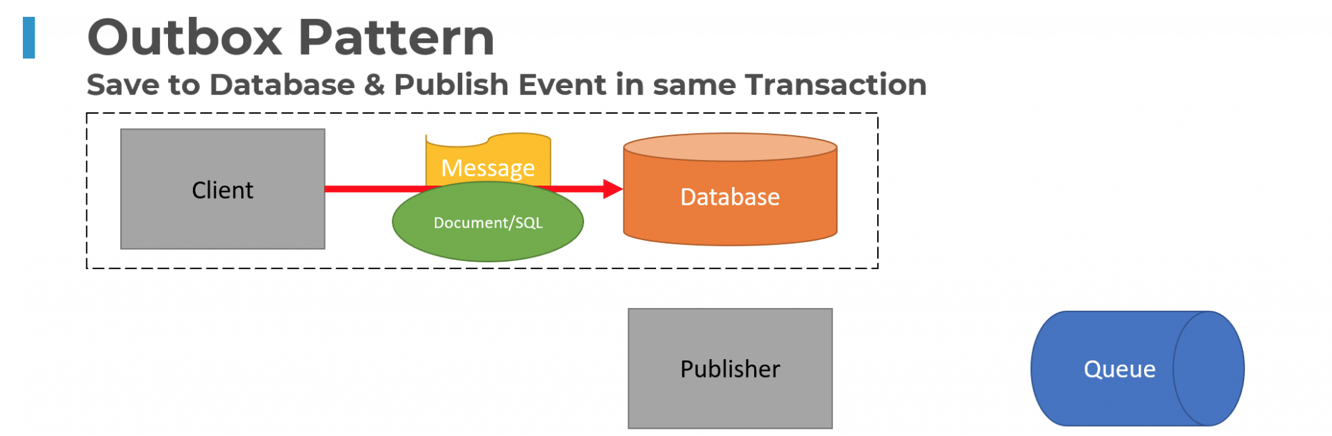 Outbox Pattern
Save to Database & Publish Event in same Transaction
Client
Message
Document/SQL
Database
Publisher
Queue